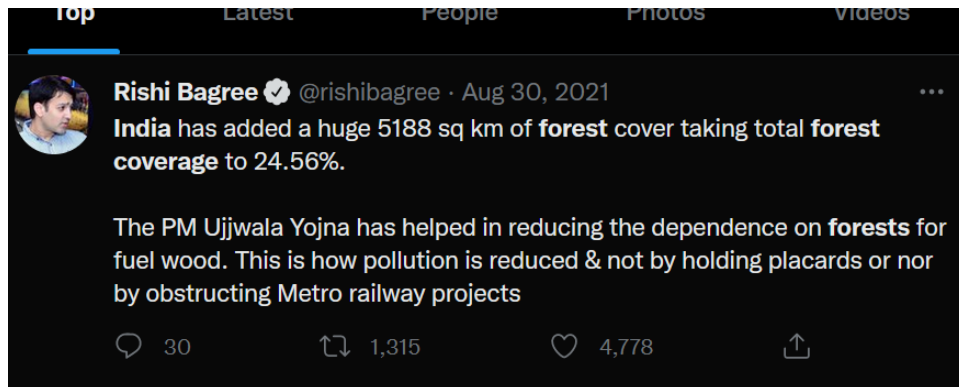 Top Latest People Photos Videos
Rishi Bagree @rishibagree · Aug 30, 2021
India has added a huge 5188 sq km of forest cover taking total forest
coverage to 24.56%.
The PM Ujjwala Yojna has helped in reducing the dependence on forests for
fuel wood. This is how pollution is reduced & not by holding placards or nor
by obstructing Metro railway projects
30 1,315 4,778